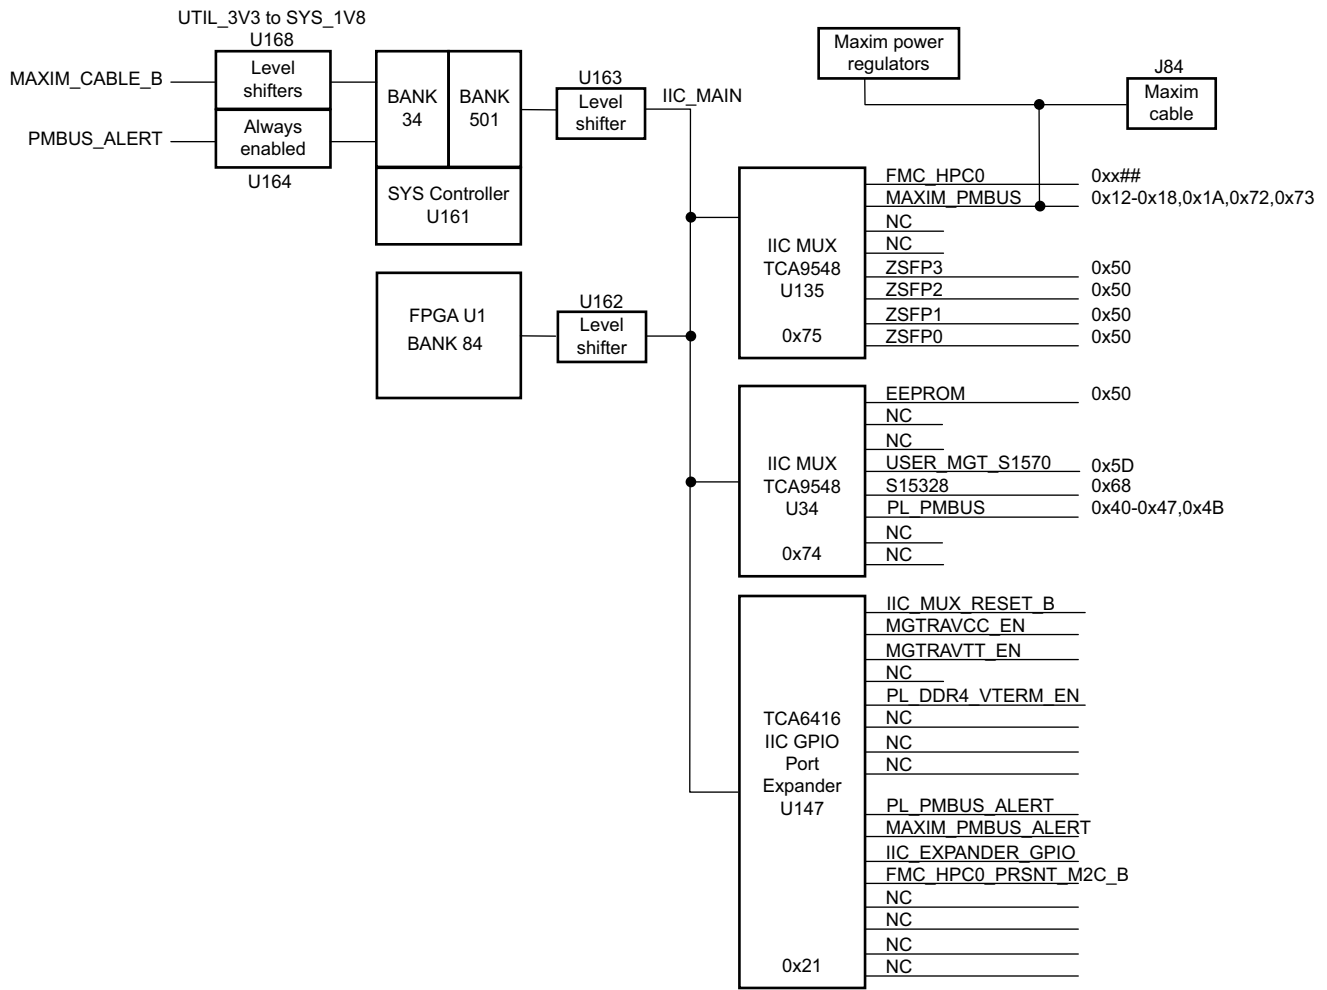 UTIL_3V3 to SYS_1V8
U168
MAXIM_CABLE_B
Level
shifters
PMBUS_ALERT
Always
enabled
U164
BANK
34
BANK
501
SYS Controller
U161
U163
Level
shifter
IIC_MAIN
FPGA U1
BANK 84
U162
Level
shifter
Maxim power
regulators
J84
Maxim
cable
IIC MUX
TCA9548
U135
0x75
FMC_HPC0 0xx##
MAXIM_PMBUS 0x12-0x18,0x1A,0x72,0x73
NC
NC
ZSFP3 0x50
ZSFP2 0x50
ZSFP1 0x50
ZSFP0 0x50
IIC MUX
TCA9548
U34
0x74
EEPROM 0x50
NC
NC
USER_MGT_S1570 0x5D
S15328 0x68
PL_PMBUS 0x40-0x47,0x4B
NC
NC
TCA6416
IIC GPIO
Port
Expander
U147
0x21
IIC_MUX_RESET_B
MGTRAVCC_EN
MGTRAVTT_EN
NC
PL_DDR4_VTERM_EN
NC
NC
NC
PL_PMBUS_ALERT
MAXIM_PMBUS_ALERT
IIC_EXPANDER_GPIO
FMC_HPC0_PRSNT_M2C_B
NC
NC
NC
NC